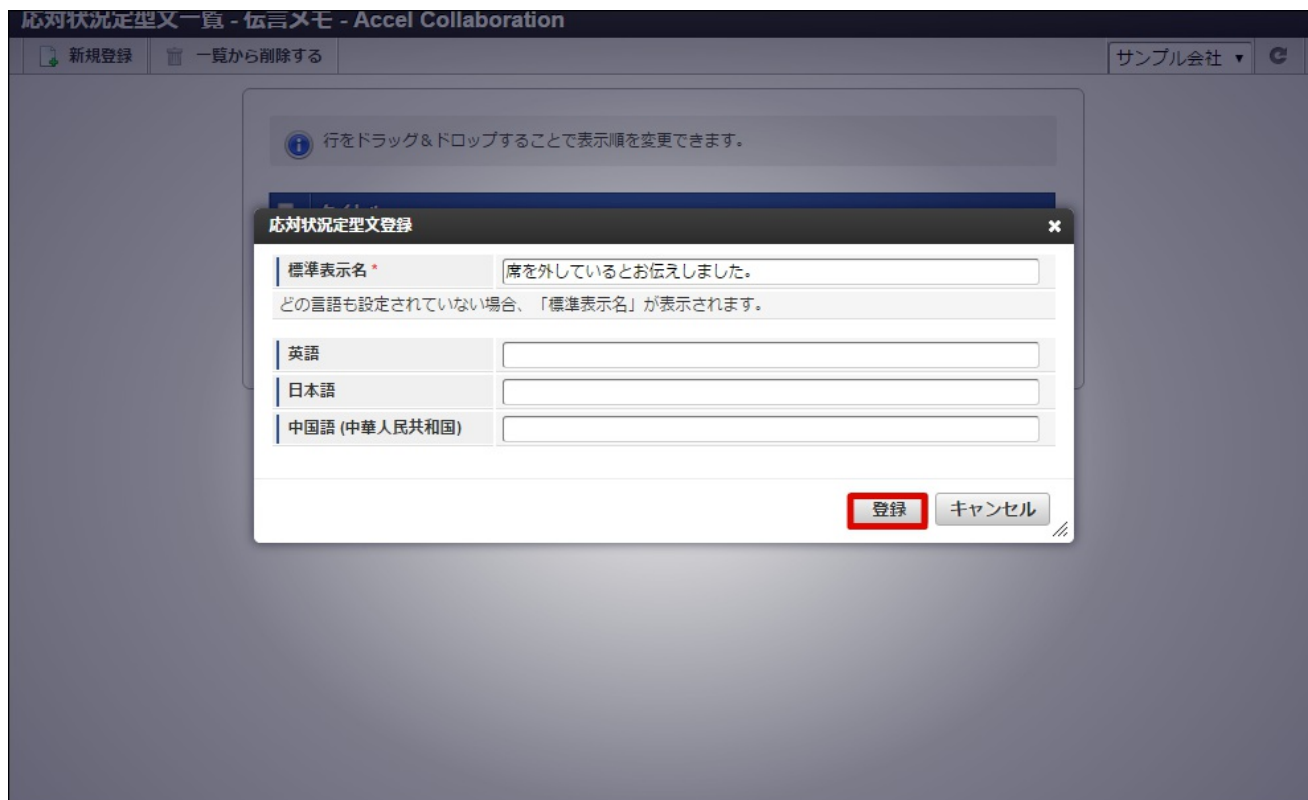 応対状況定型文一覧 - 伝言メモ - Accel Collaboration
新規登録 一覧から削除する サンプル会社
行をドラッグ&ドロップすることで表示順を変更できます。
応対状況定型文登録
標準表示名 * 席を外しているとお伝えしました。
どの言語も設定されていない場合、「標準表示名」が表示されます。
英語
日本語
中国語 (中華人民共和国)
登録 キャンセル